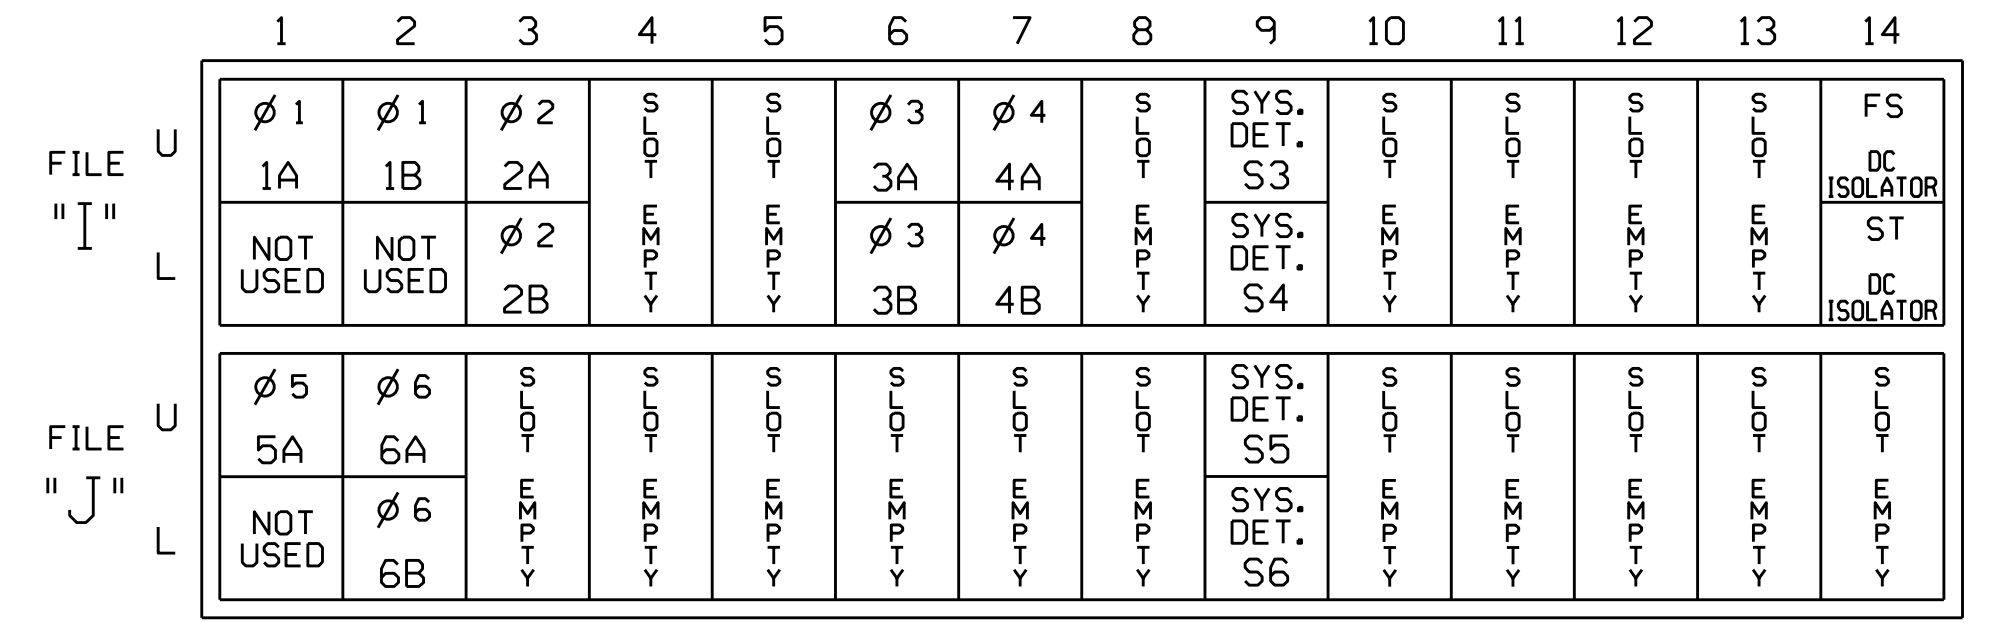 1 2 3 4 5 6 7 8 9 10 11 12 13 14
FILE "I"
U
Ø 1
1A
Ø 1
1B
Ø 2
2A
SLOT EMPTY
SLOT EMPTY
Ø 3
3A
Ø 4
4A
SLOT EMPTY
SYS.
DET.
S3
SLOT EMPTY
SLOT EMPTY
SLOT EMPTY
SLOT EMPTY
FS
DC
ISOLATOR
L
NOT
USED
NOT
USED
Ø 2
2B
Ø 3
3B
Ø 4
4B
SYS.
DET.
S4
ST
DC
ISOLATOR
FILE "J"
U
Ø 5
5A
Ø 6
6A
SLOT EMPTY
SLOT EMPTY
SLOT EMPTY
SLOT EMPTY
SLOT EMPTY
SLOT EMPTY
SYS.
DET.
S5
SLOT EMPTY
SLOT EMPTY
SLOT EMPTY
SLOT EMPTY
SLOT EMPTY
L
NOT
USED
Ø 6
6B
SYS.
DET.
S6